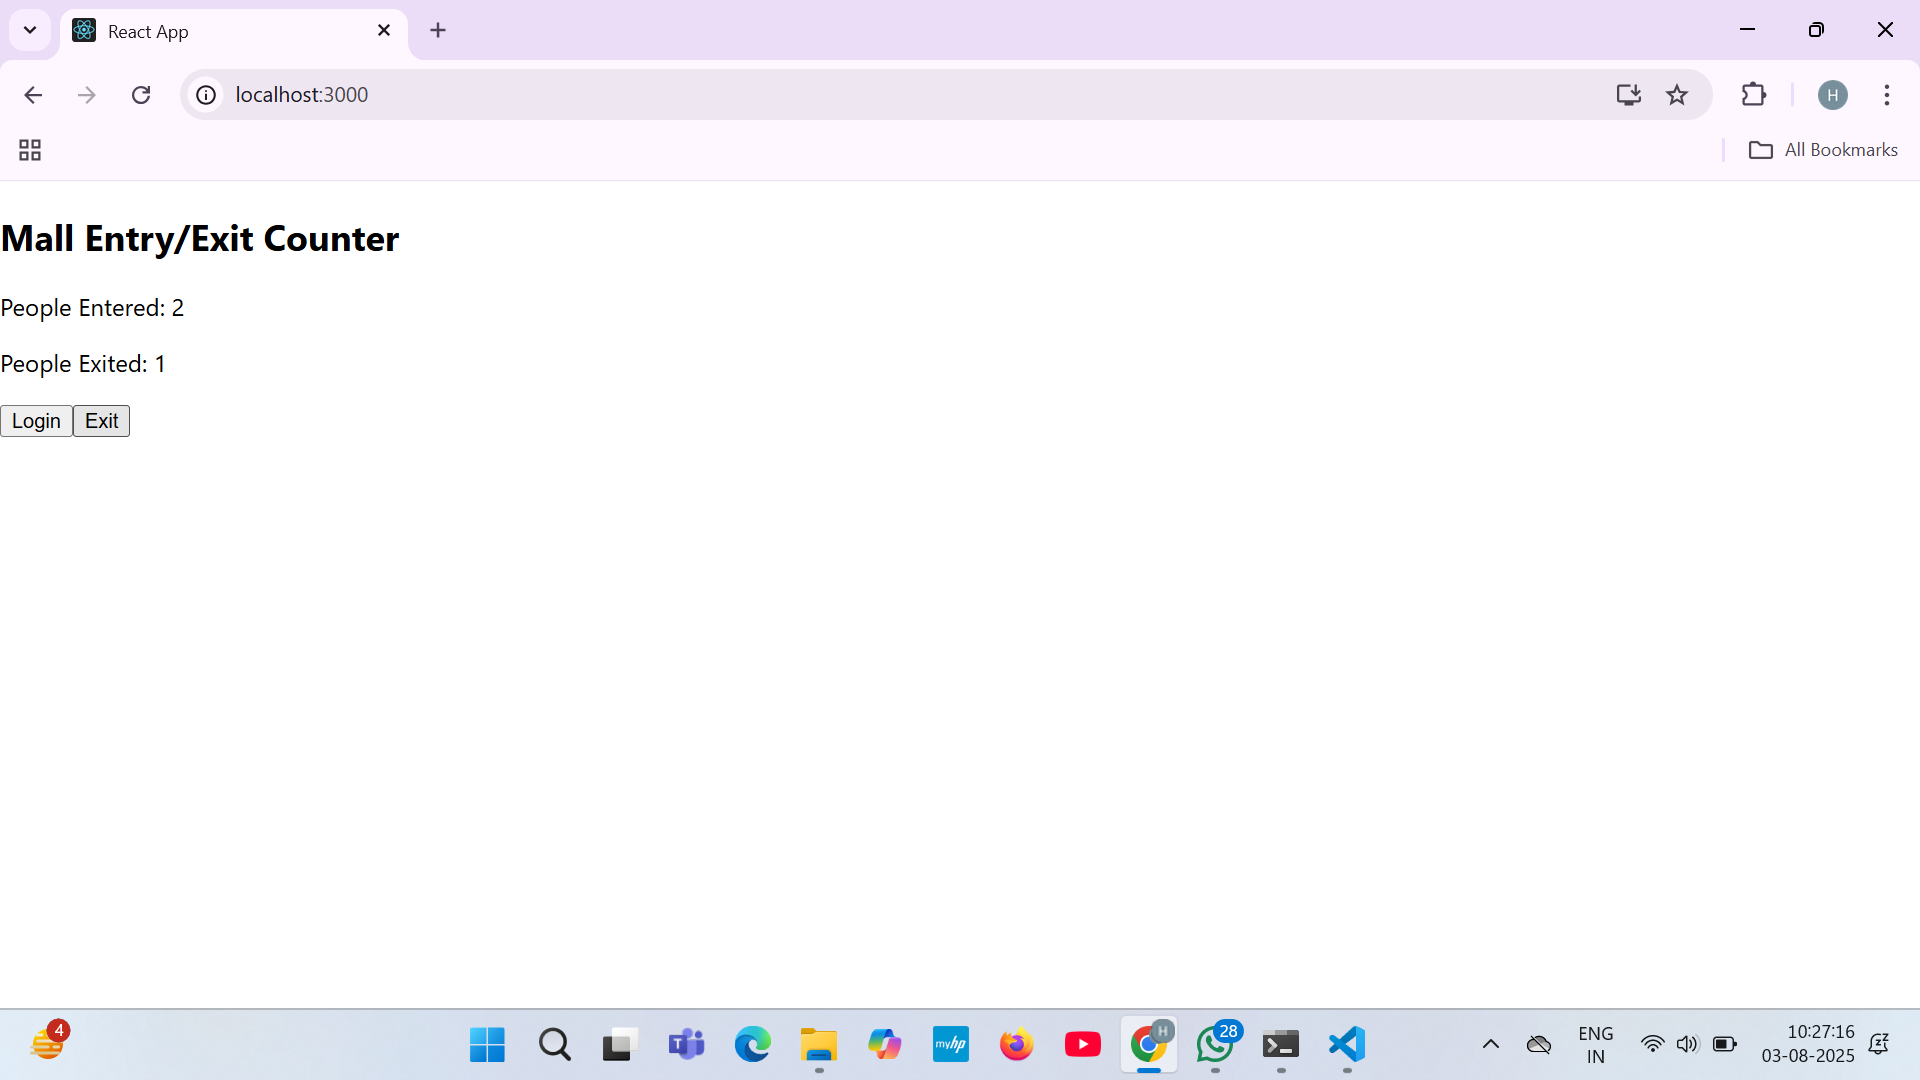 React App
localhost:3000
H
All Bookmarks
Mall Entry/Exit Counter
People Entered: 2
People Exited: 1
Login Exit
4
T
myhp
H
28
ENG
IN
10:27:16
03-08-2025